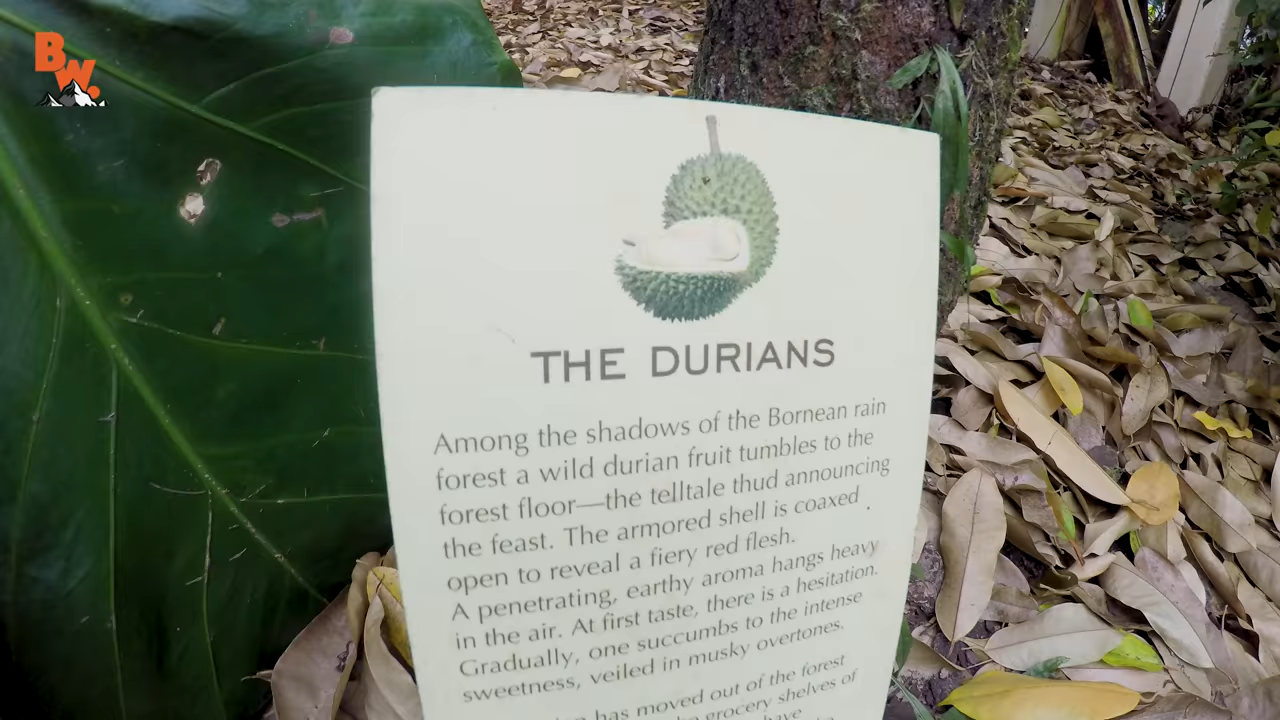 B
W.
THE DURIANS
Among the shadows of the Bornean rain
forest a wild durian fruit tumbles to the
forest floor—the telltale thud announcing
the feast. The armored shell is coaxed
open to reveal a fiery red flesh.
A penetrating, earthy aroma hangs heavy
in the air. At first taste, there is a hesitation.
Gradually, one succumbs to the intense
sweetness, veiled in musky overtones.
has moved out of the forest
grocery shelves of
have